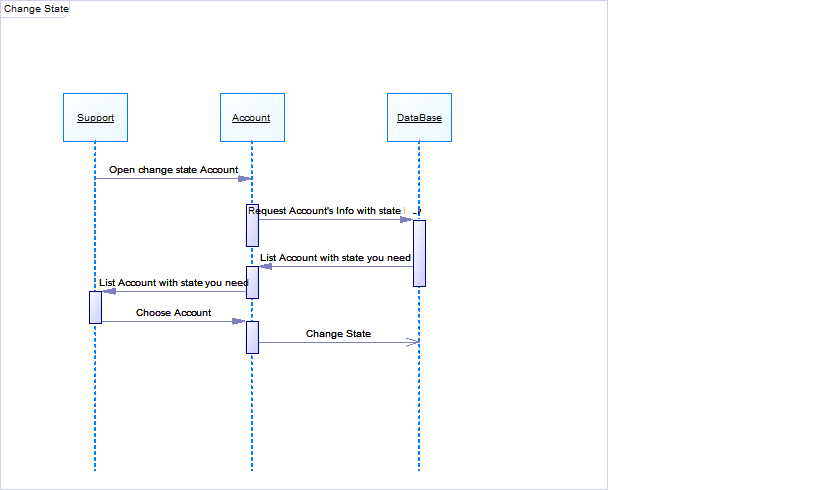 Change State
Support
Account
DataBase
Open change state Account
Request Account's Info with state
List Account with state you need
List Account with state you need
Choose Account
Change State